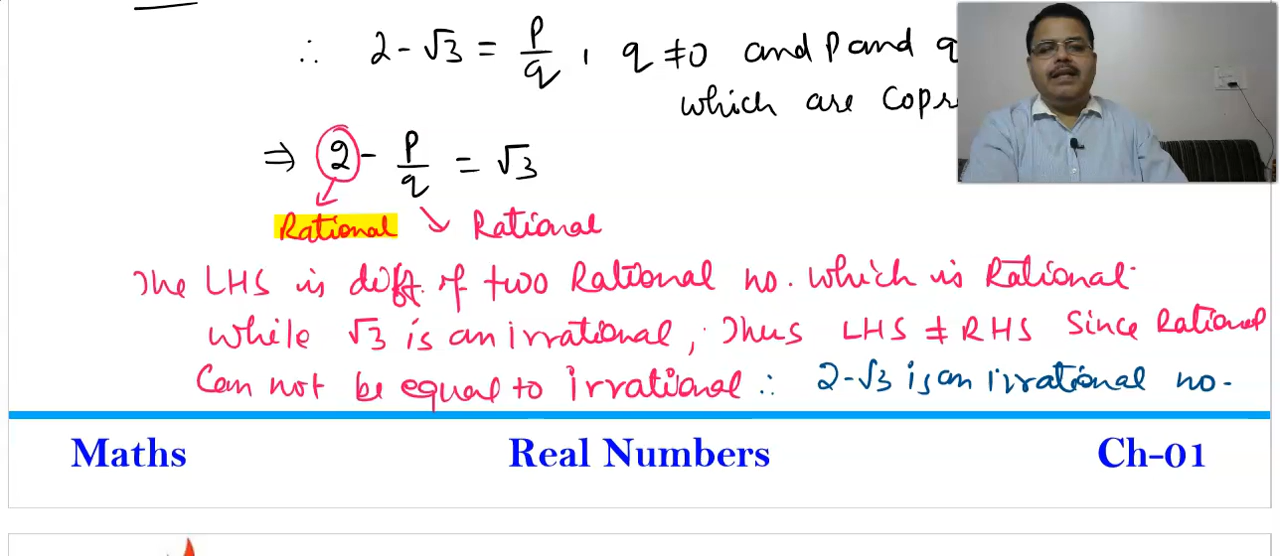 ∴ 2 - √3 = p/q , q ≠ 0 and p and q
which are Copr
⇒ 2 - p/q = √3
Rational Rational
The LHS is diff. of two Rational no. which is Rational.
while √3 is an irrational, Thus LHS ≠ RHS Since Rational
Can not be equal to irrational ∴ 2-√3 is an irrational no.
Maths Real Numbers Ch-01